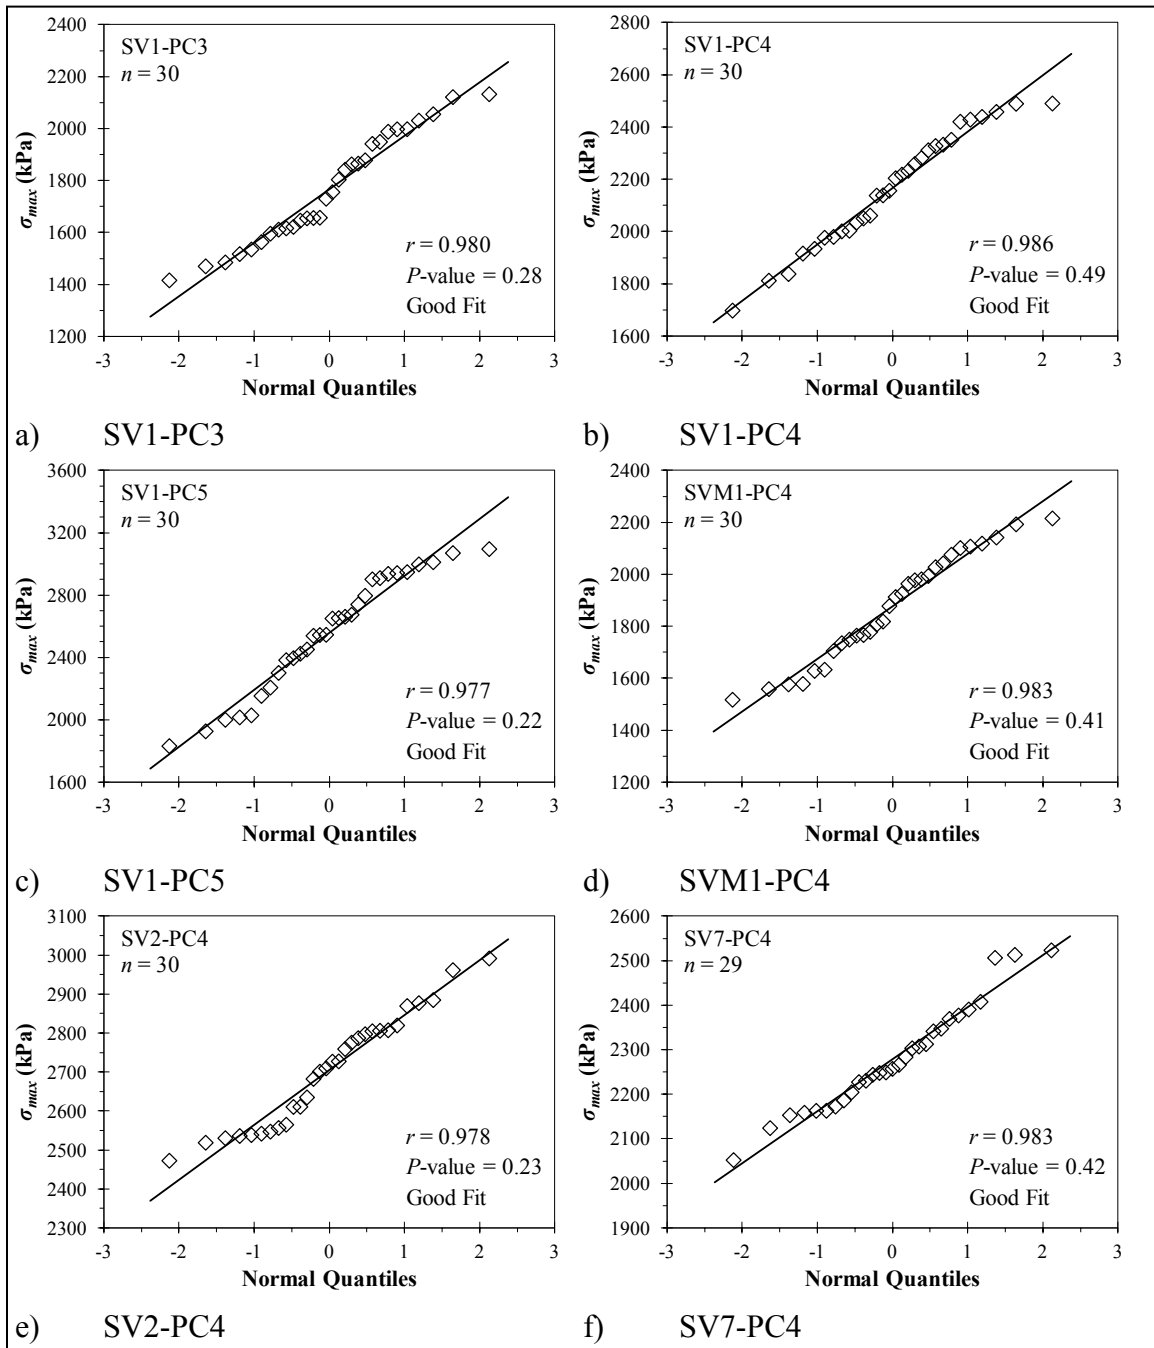 2400
2200
2000
1800
1600
1400
1200
σmax (kPa)
SV1-PC3
n = 30
r = 0.980
P-value = 0.28
Good Fit
-3 -2 -1 0 1 2 3
Normal Quantiles
a) SV1-PC3
2800
2600
2400
2200
2000
1800
1600
σmax (kPa)
SV1-PC4
n = 30
r = 0.986
P-value = 0.49
Good Fit
-3 -2 -1 0 1 2 3
Normal Quantiles
b) SV1-PC4
3600
3200
2800
2400
2000
1600
σmax (kPa)
SV1-PC5
n = 30
r = 0.977
P-value = 0.22
Good Fit
-3 -2 -1 0 1 2 3
Normal Quantiles
c) SV1-PC5
2400
2200
2000
1800
1600
1400
1200
σmax (kPa)
SVM1-PC4
n = 30
r = 0.983
P-value = 0.41
Good Fit
-3 -2 -1 0 1 2 3
Normal Quantiles
d) SVM1-PC4
3100
3000
2900
2800
2700
2600
2500
2400
2300
σmax (kPa)
SV2-PC4
n = 30
r = 0.978
P-value = 0.23
Good Fit
-3 -2 -1 0 1 2 3
Normal Quantiles
e) SV2-PC4
2600
2500
2400
2300
2200
2100
2000
1900
σmax (kPa)
SV7-PC4
n = 29
r = 0.983
P-value = 0.42
Good Fit
-3 -2 -1 0 1 2 3
Normal Quantiles
f) SV7-PC4